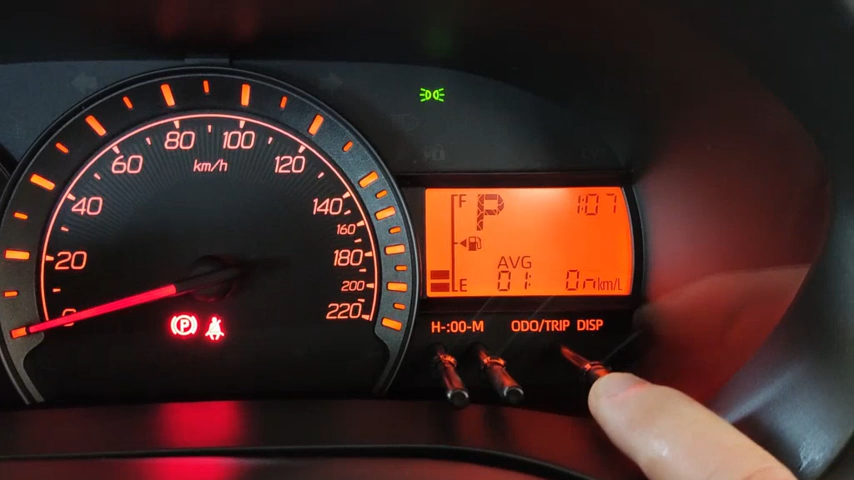 0 20 40 60 80 100 120 140 160 180 200 220
km/h
P
F P 1:07
AVG
E 01: On km/L
H-:00-M ODO/TRIP DISP